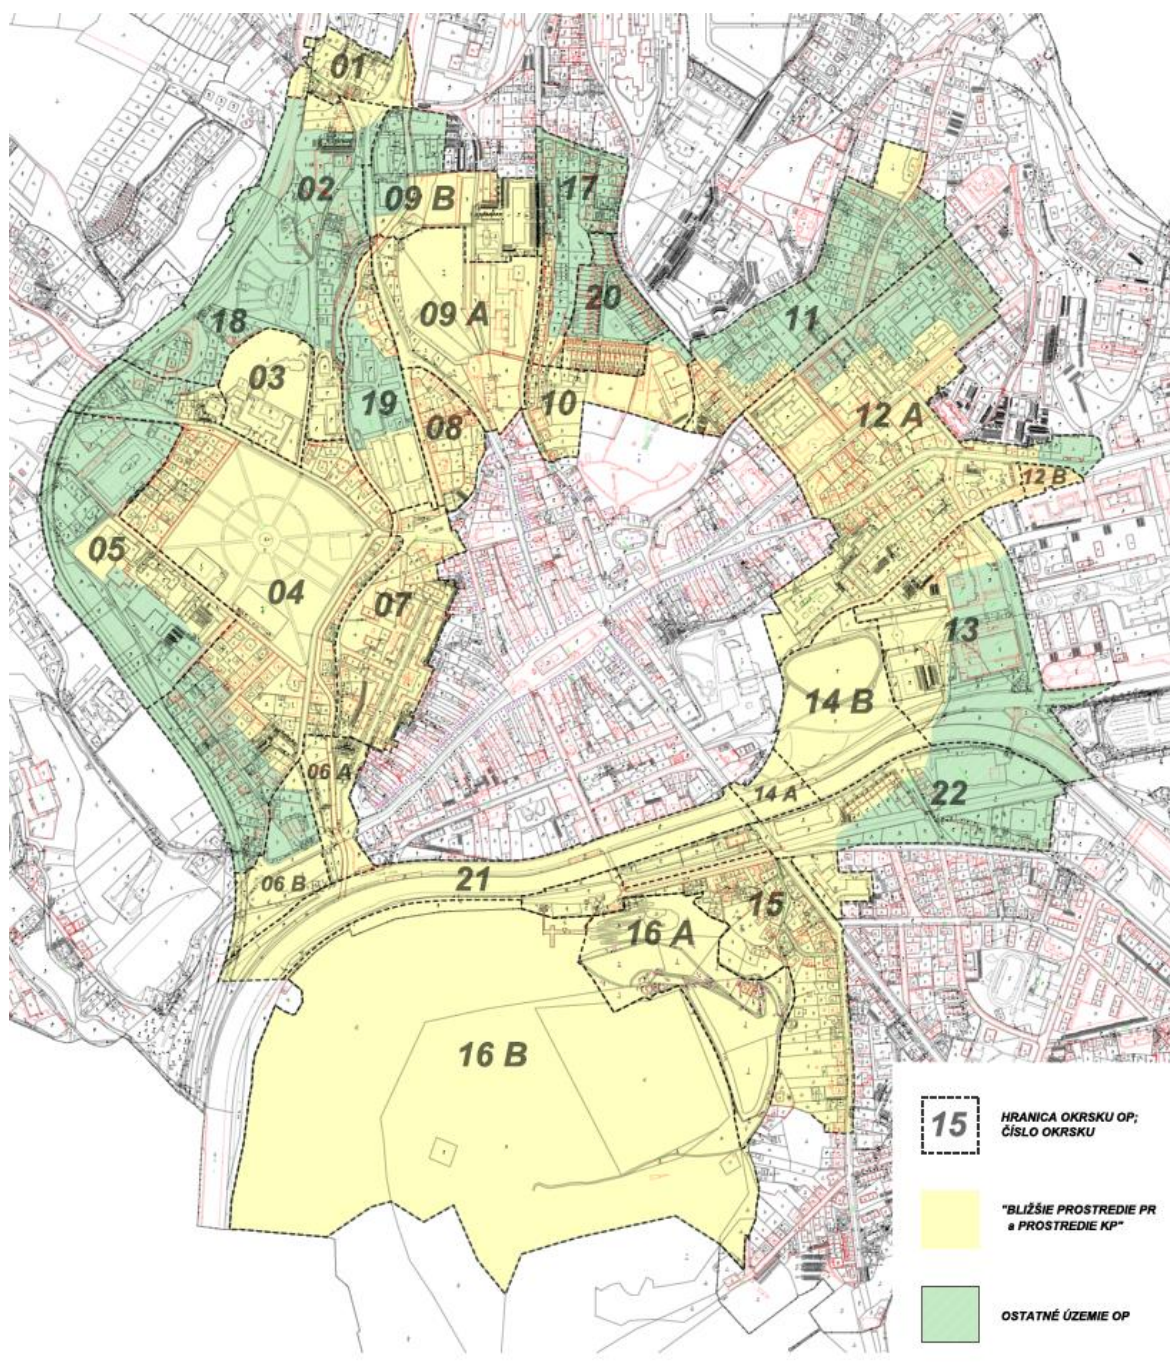 01
02
09 B
17
18
09 A
20
11
03
19
08
10
12 A
12 B
05
04
07
13
14 B
06 A
14 A
22
06 B
21
15
16 A
16 B
15
HRANICA OKRSKU OP;
ČÍSLO OKRSKU
"BLIŽŠIE PROSTREDIE PR
a PROSTREDIE KP"
OSTATNÉ ÚZEMIE OP